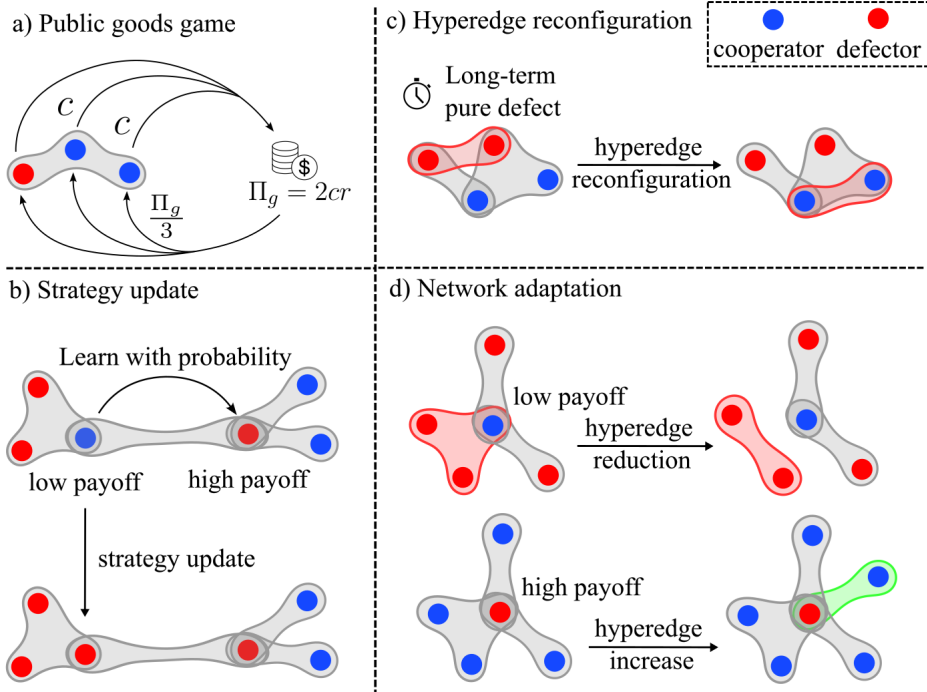 a) Public goods game
c
c
$
Π_g = 2cr
Π_g
3
b) Strategy update
Learn with probability
low payoff
high payoff
strategy update
c) Hyperedge reconfiguration
cooperator
defector
Long-term
pure defect
hyperedge
reconfiguration
d) Network adaptation
low payoff
hyperedge
reduction
high payoff
hyperedge
increase